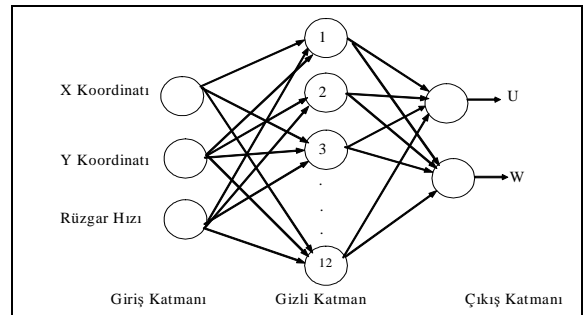 1
X Koordinatı
2
U
Y Koordinatı
3
W
.
.
.
Rüzgar Hızı
12
Giriş Katmanı Gizli Katman Çıkış Katmanı